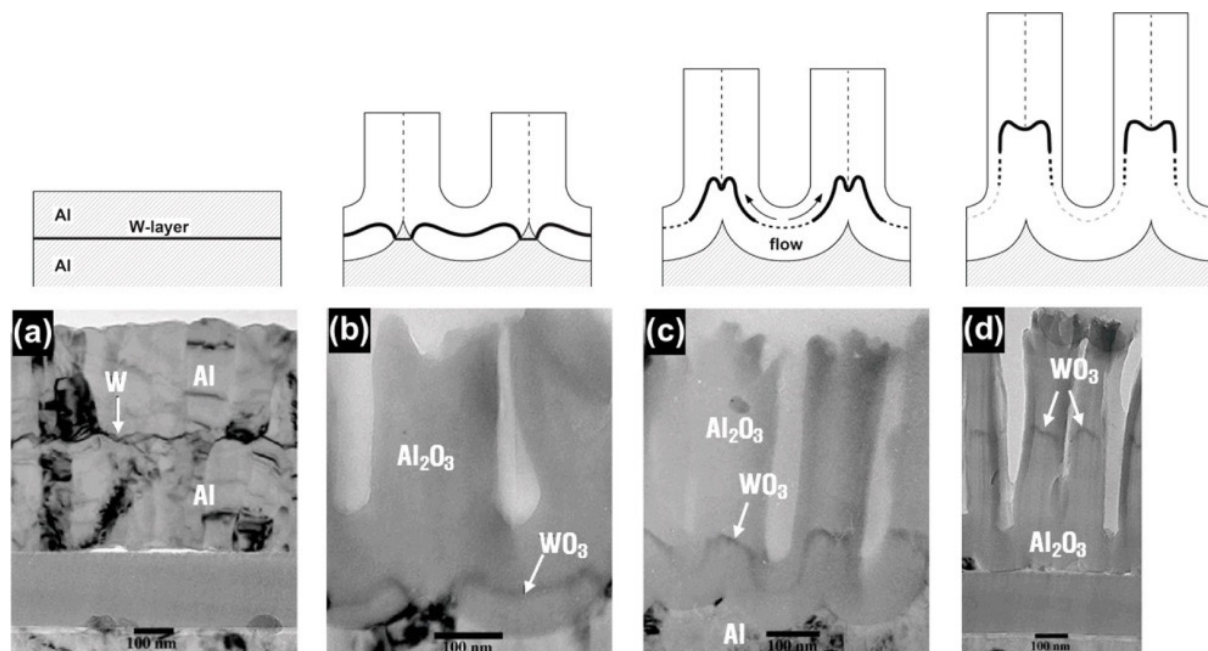 Al
W-layer
Al
flow
(a)
W
Al
Al
100 nm
(b)
Al₂O₃
WO₃
100 nm
(c)
Al₂O₃
WO₃
Al
100 nm
(d)
WO₃
Al₂O₃
100 nm